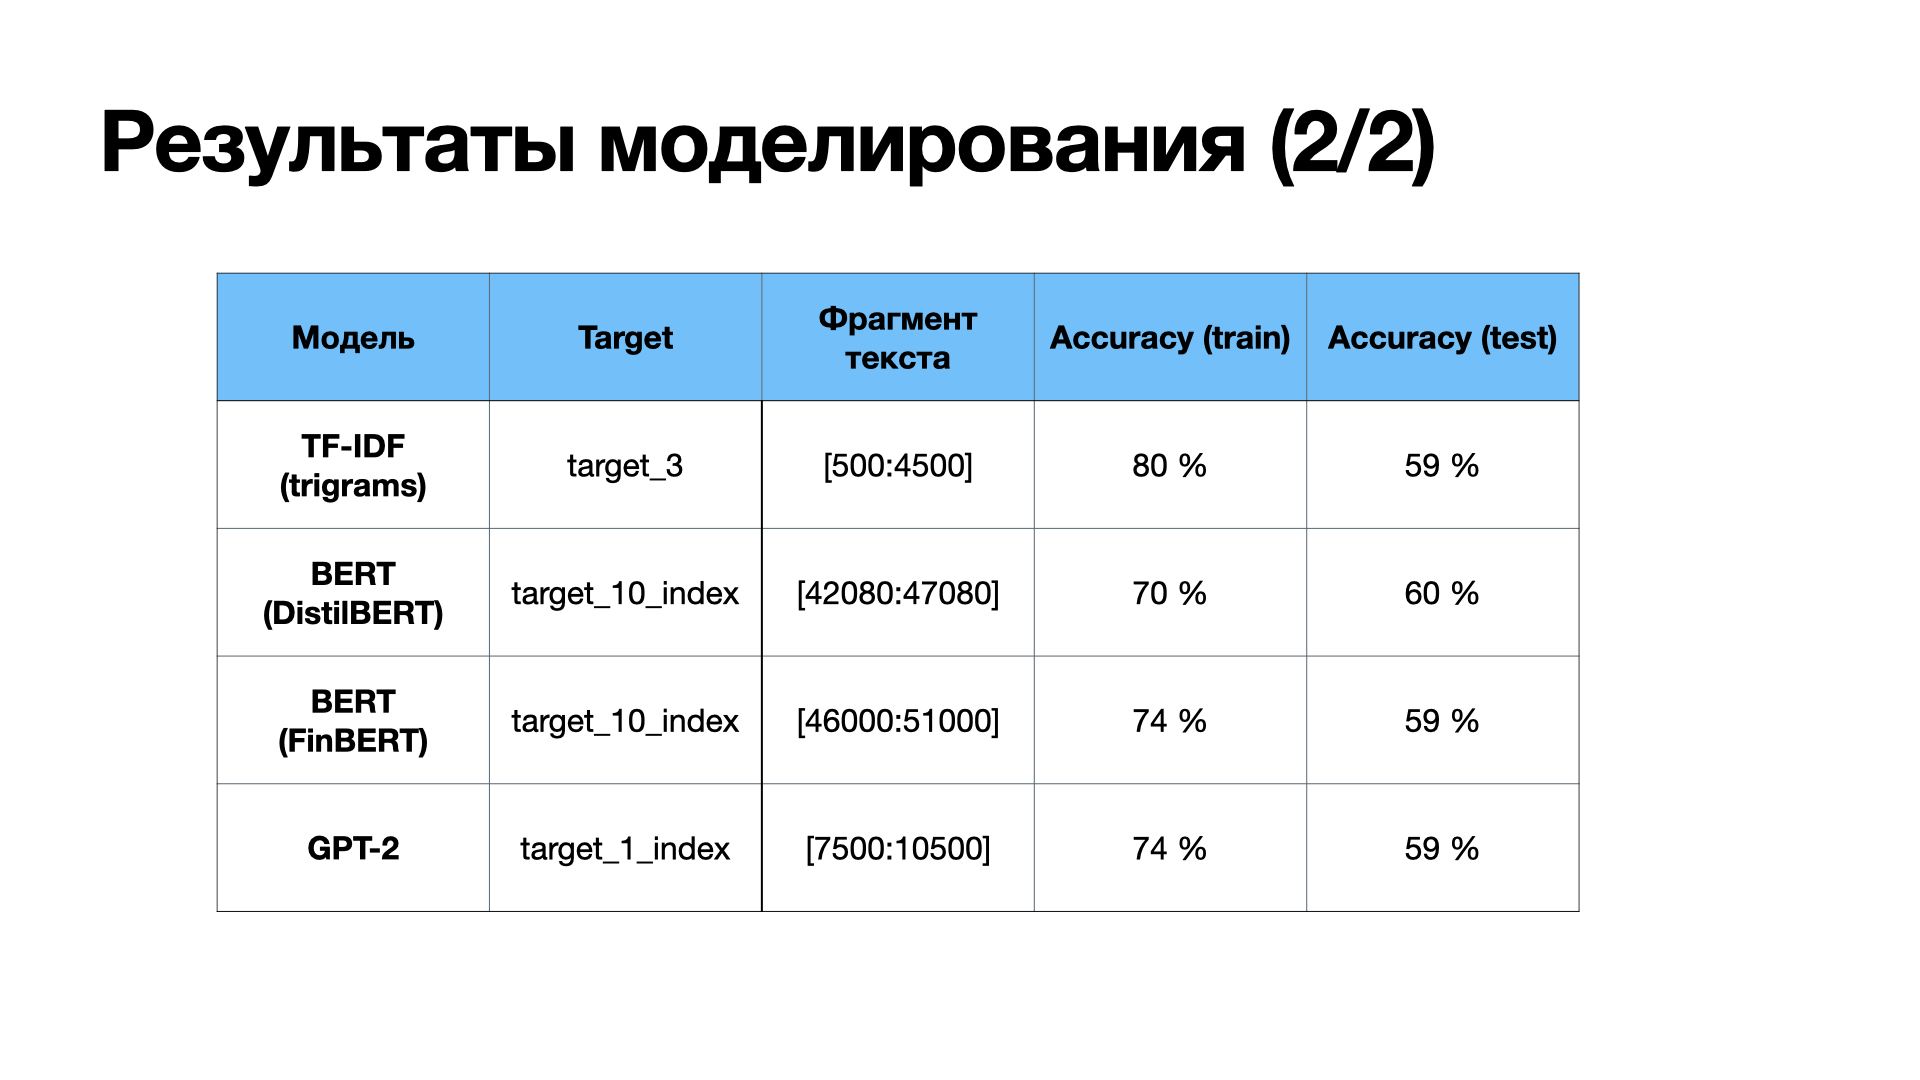 Результаты моделирования (2/2)
Модель
Target
Фрагмент
текста
Accuracy (train)
Accuracy (test)
TF-IDF
(trigrams)
target_3
[500:4500]
80 %
59 %
BERT
(DistilBERT)
target_10_index
[42080:47080]
70 %
60 %
BERT
(FinBERT)
target_10_index
[46000:51000]
74 %
59 %
GPT-2
target_1_index
[7500:10500]
74 %
59 %